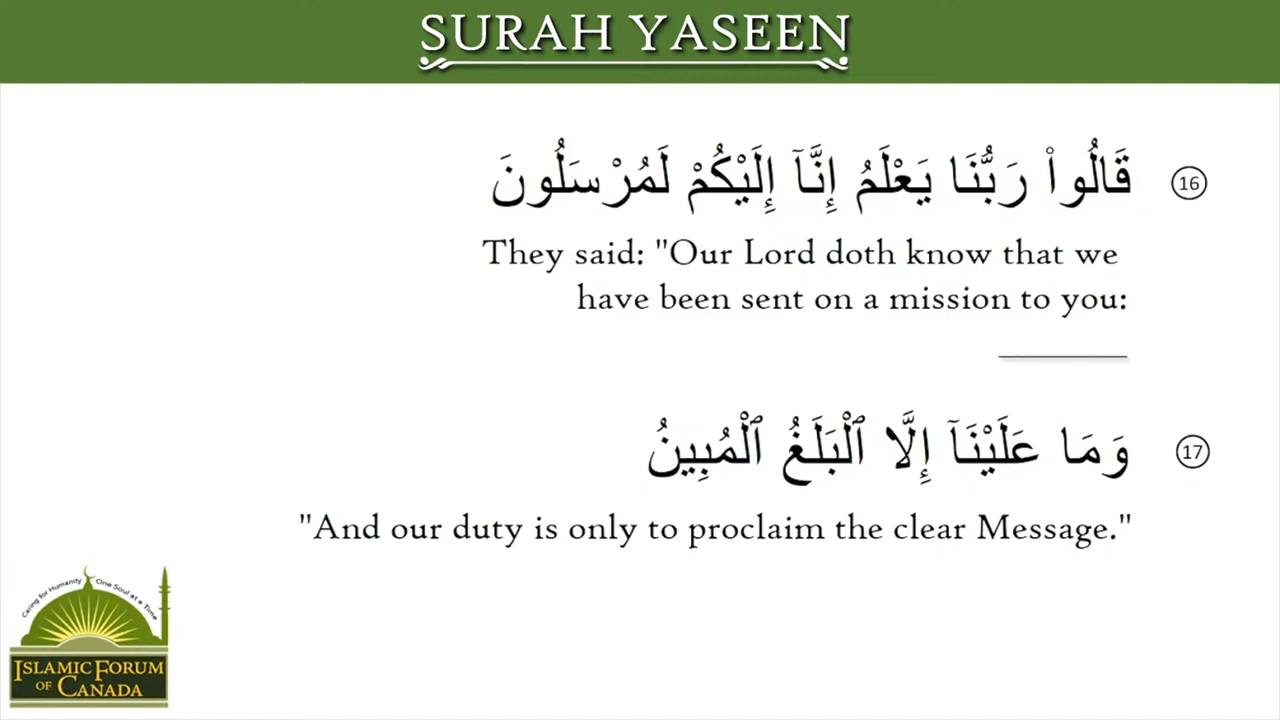 SURAH YASEEN
قَالُوا۟ رَبُّنَا يَعْلَمُ إِنَّآ إِلَيْكُمْ لَمُرْسَلُونَ 16
They said: "Our Lord doth know that we
have been sent on a mission to you:
وَمَا عَلَيْنَآ إِلَّا ٱلْبَلَـٰغُ ٱلْمُبِينُ 17
"And our duty is only to proclaim the clear Message."
Caring for Humanity One Soul at a Time
ISLAMIC FORUM
OF CANADA